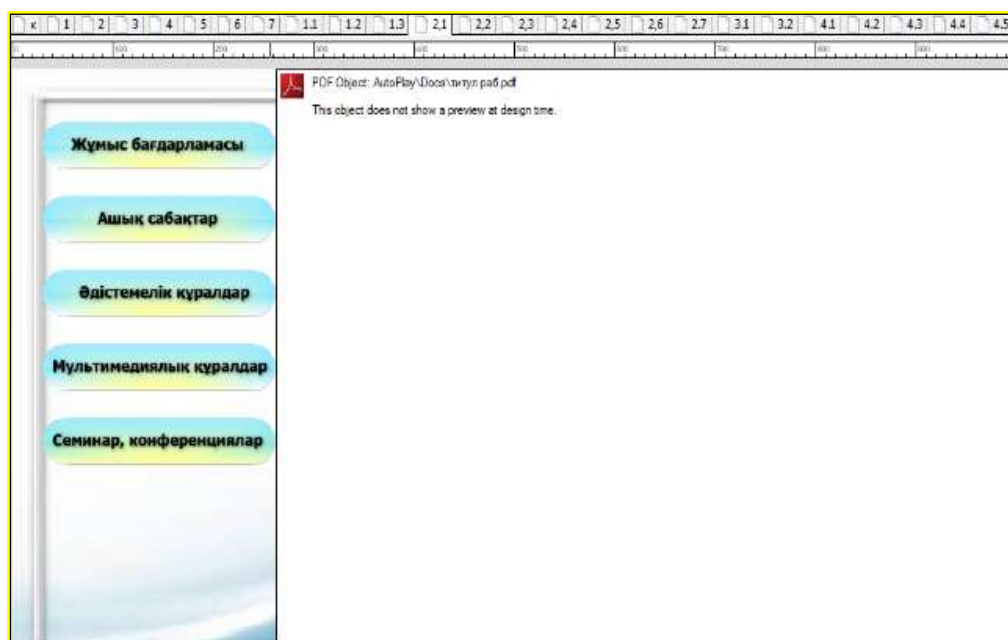 к 1 2 3 4 5 6 7 1.1 1.2 1.3 2,1 2,2 2,3 2,4 2,5 2,6 2.7 3.1 3.2 4.1 4.2 4.3 4.4 4.5
PDF Object: AutoPlay\Docs\титул раб.pdf
This object does not show a preview at design time.
Жұмыс бағдарламасы
Ашық сабақтар
Әдістемелік құралдар
Мультимедиялық құралдар
Семинар, конференциялар